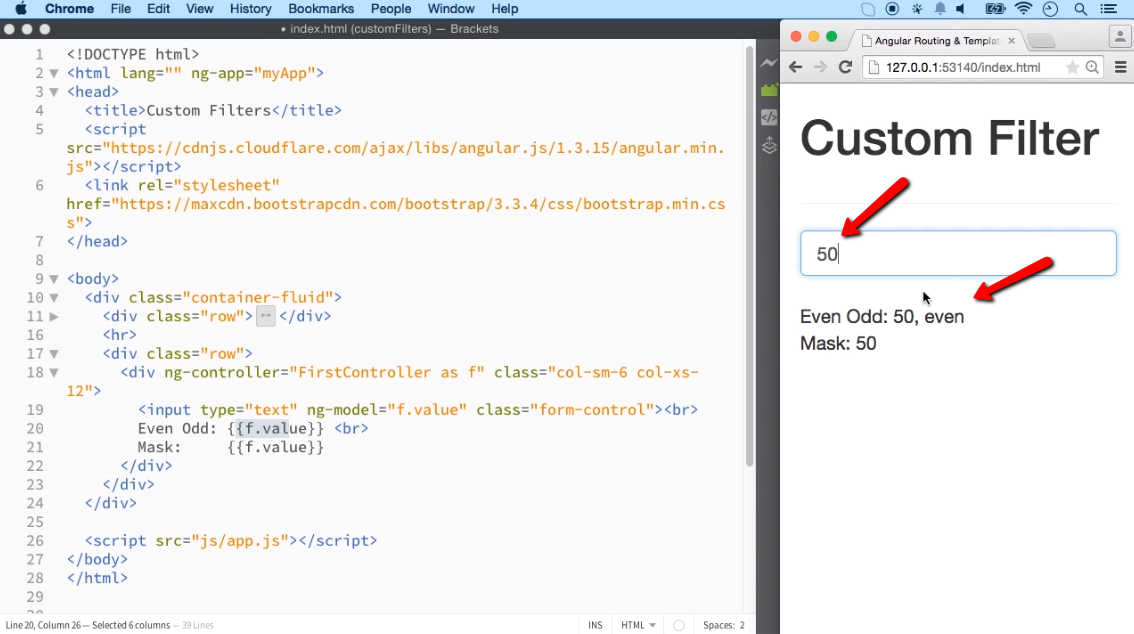 Chrome File Edit View History Bookmarks People Window Help
• index.html (customFilters) — Brackets
1 <!DOCTYPE html>
2 <html lang="" ng-app="myApp">
3 <head>
4 <title>Custom Filters</title>
5 <script
src="https://cdnjs.cloudflare.com/ajax/libs/angular.js/1.3.15/angular.min.
js"></script>
6 <link rel="stylesheet"
href="https://maxcdn.bootstrapcdn.com/bootstrap/3.3.4/css/bootstrap.min.cs
s">
7 </head>
8
9 <body>
10 <div class="container-fluid">
11 <div class="row"></div>
16 <hr>
17 <div class="row">
18 <div ng-controller="FirstController as f" class="col-sm-6 col-xs-
12">
19 <input type="text" ng-model="f.value" class="form-control"><br>
20 Even Odd: {{f.value}} <br>
21 Mask: {{f.value}}
22 </div>
23 </div>
24 </div>
25
26 <script src="js/app.js"></script>
27 </body>
28 </html>
29
Line 20, Column 26 — Selected 6 columns — 39 Lines
INS HTML Spaces: 2
Angular Routing & Templat
127.0.0.1:53140/index.html
Custom Filter
50
Even Odd: 50, even
Mask: 50